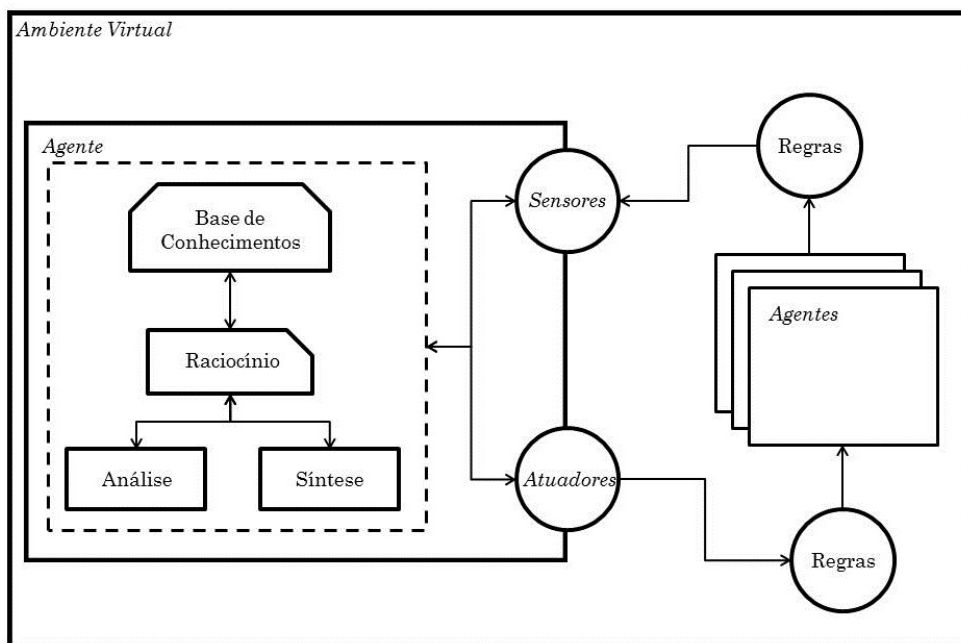 Ambiente Virtual
Agente
Base de
Conhecimentos
Raciocínio
Análise
Síntese
Sensores
Atuadores
Regras
Agentes
Regras